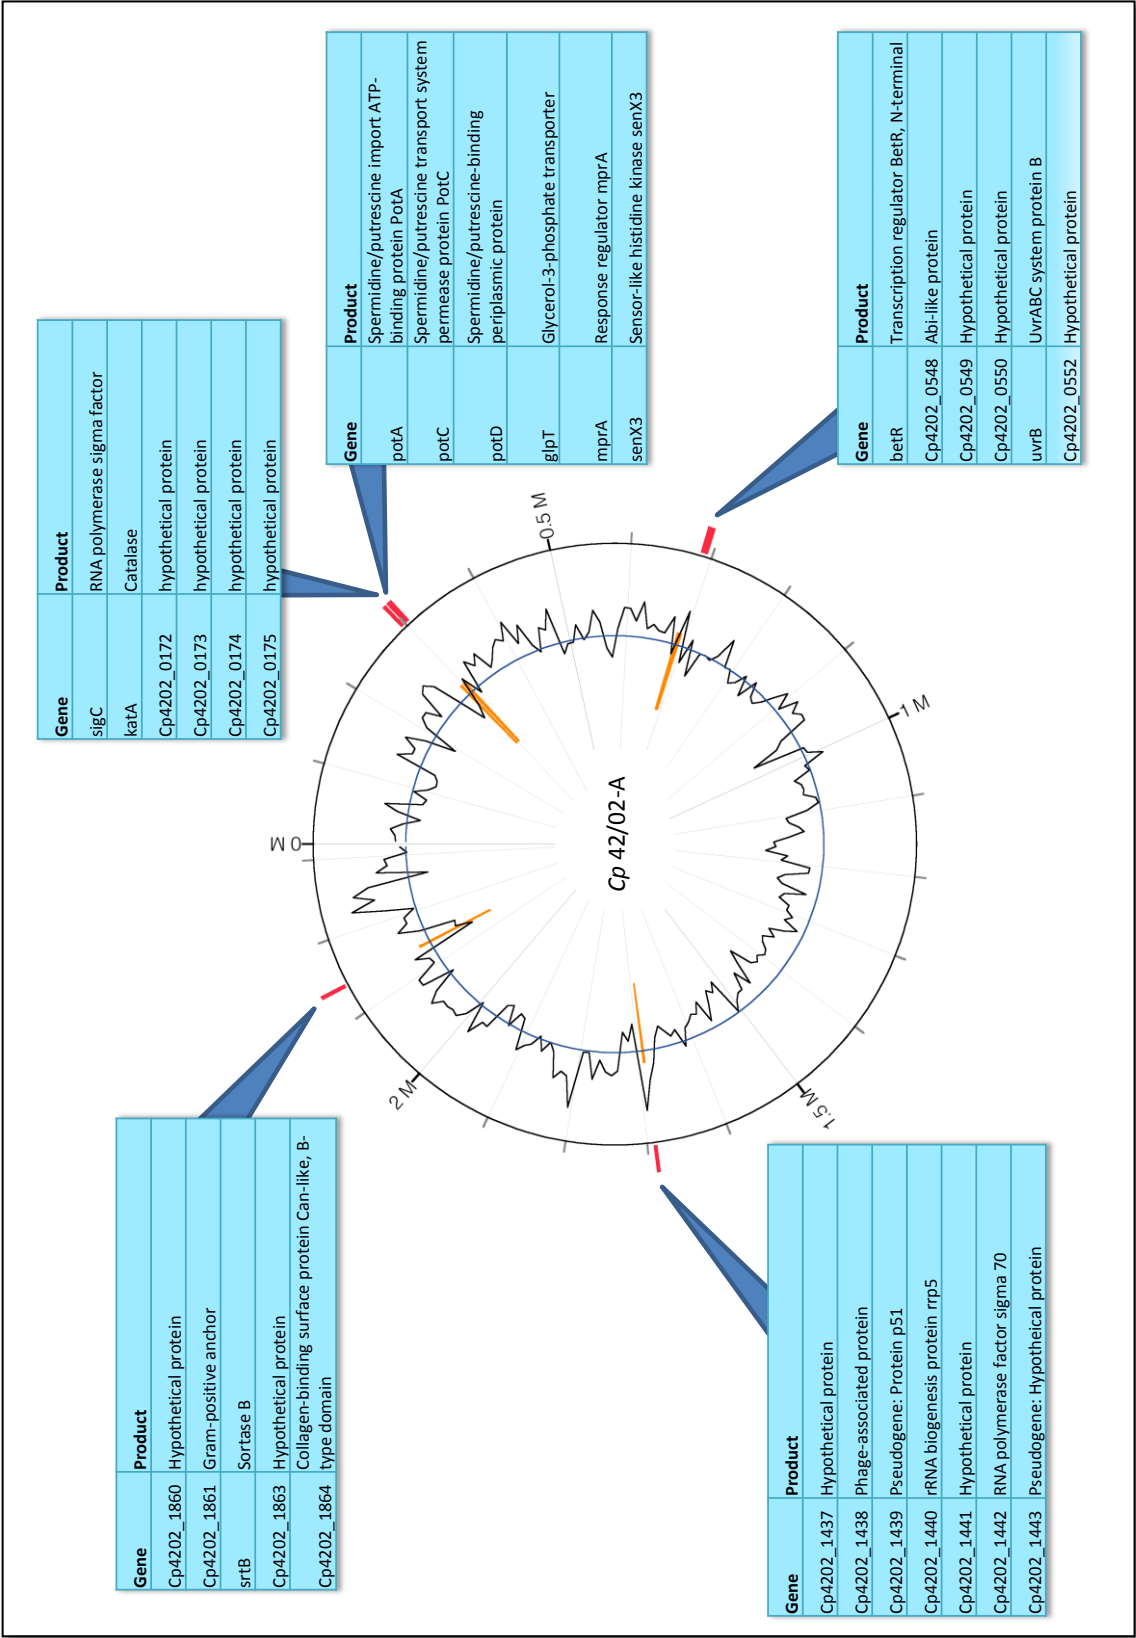 Gene Product
sigC RNA polymerase sigma factor
katA Catalase
Cp4202_0172 hypothetical protein
Cp4202_0173 hypothetical protein
Cp4202_0174 hypothetical protein
Cp4202_0175 hypothetical protein
Gene Product
potA Spermidine/putrescine import ATP-
binding protein PotA
potC Spermidine/putrescine transport system
permease protein PotC
potD Spermidine/putrescine-binding
periplasmic protein
glpT Glycerol-3-phosphate transporter
mprA Response regulator mprA
senX3 Sensor-like histidine kinase senX3
Gene Product
betR Transcription regulator BetR, N-terminal
Cp4202_0548 Abi-like protein
Cp4202_0549 Hypothetical protein
Cp4202_0550 Hypothetical protein
uvrB UvrABC system protein B
Cp4202_0552 Hypothetical protein
Gene Product
Cp4202_1860 Hypothetical protein
Cp4202_1861 Gram-positive anchor
srtB Sortase B
Cp4202_1863 Hypothetical protein
Cp4202_1864 Collagen-binding surface protein Can-like, B-
type domain
Gene Product
Cp4202_1437 Hypothetical protein
Cp4202_1438 Phage-associated protein
Cp4202_1439 Pseudogene: Protein p51
Cp4202_1440 rRNA biogenesis protein rrp5
Cp4202_1441 Hypothetical protein
Cp4202_1442 RNA polymerase factor sigma 70
Cp4202_1443 Pseudogene: Hypotheical protein
0 M
0.5 M
1 M
1.5 M
2 M
Cp 42/02-A